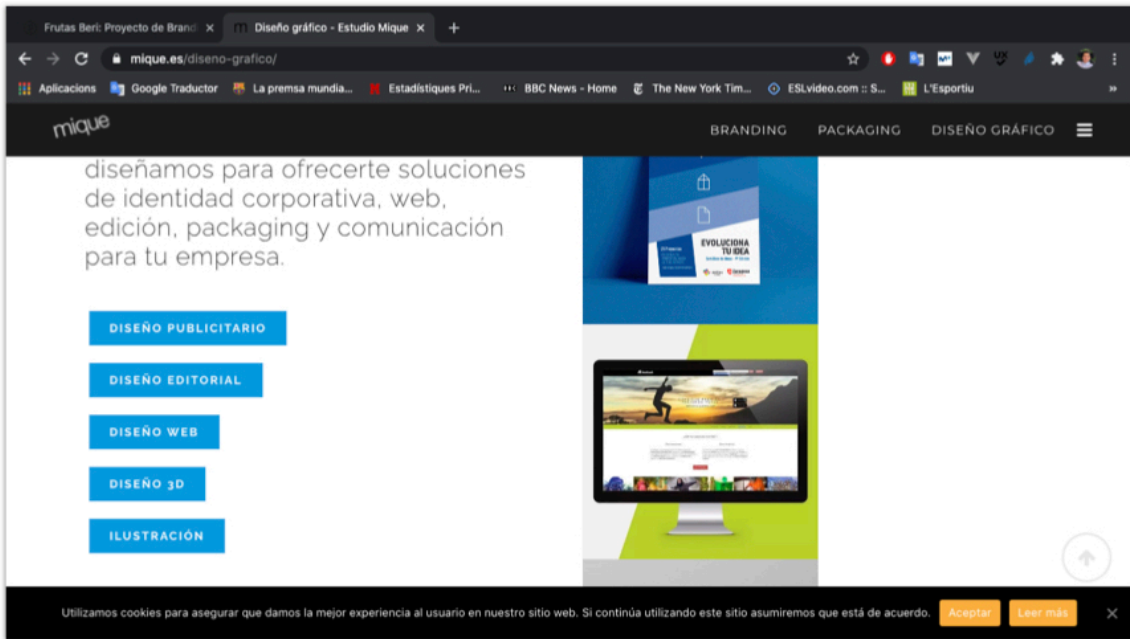 Frutas Beri: Proyecto de Brand
Diseño gráfico - Estudio Mique
mique.es/diseno-grafico/
Aplicacions Google Traductor La premsa mundia... Estadístiques Pri... BBC News - Home The New York Tim... ESLvideo.com :: S... L'Esportiu
mique
BRANDING PACKAGING DISEÑO GRÁFICO
diseñamos para ofrecerte soluciones
de identidad corporativa, web,
edición, packaging y comunicación
para tu empresa.
EVOLUCIONA
TU IDEA
DISEÑO PUBLICITARIO
DISEÑO EDITORIAL
DISEÑO WEB
DISEÑO 3D
ILUSTRACIÓN
Utilizamos cookies para asegurar que damos la mejor experiencia al usuario en nuestro sitio web. Si continúa utilizando este sitio asumiremos que está de acuerdo. Aceptar Leer más